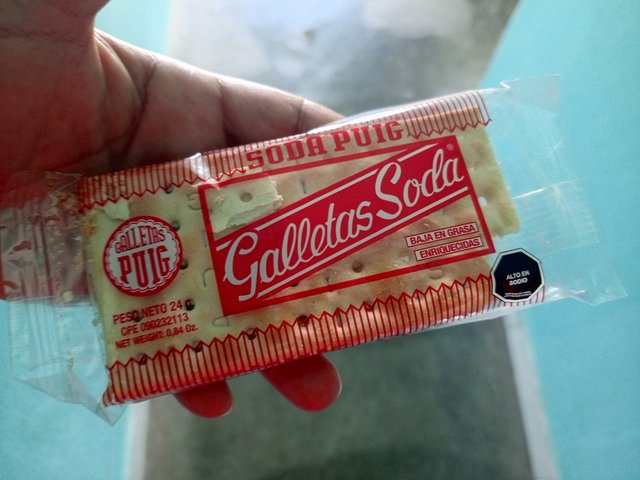 SODA PUIG
Galletas Soda®
BAJA EN GRASA
ENRIQUECIDAS
GALLETAS
PUIG
PESO NETO 24 g
CPE 090232113
NET WEIGHT: 0,84 Oz.
ALTO EN
SODIO